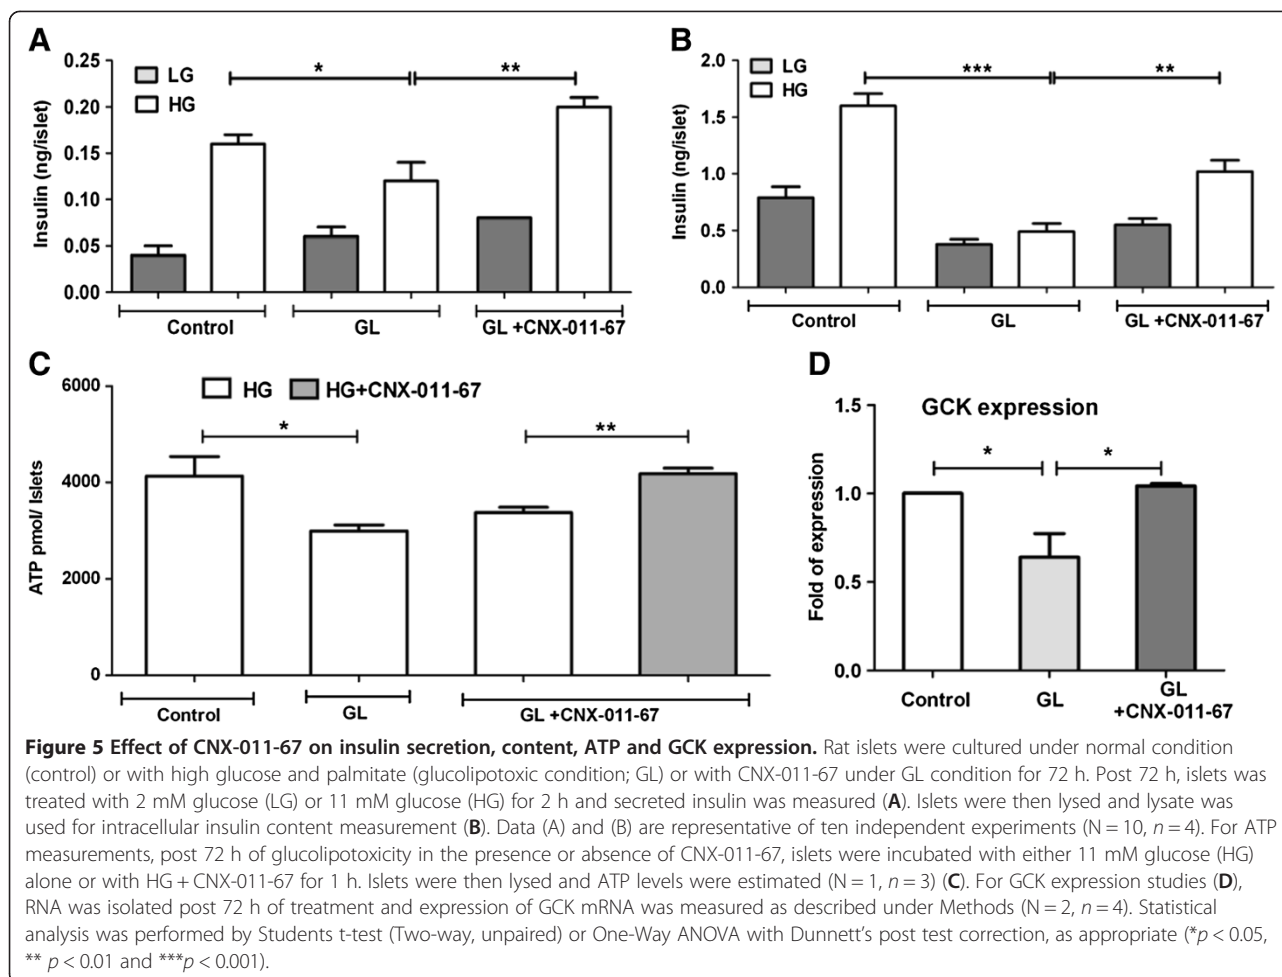 A
0.25
0.20
0.15
0.10
0.05
0.00
Insulin (ng/islet)
LG
HG
*
**
Control
GL
GL +CNX-011-67
B
2.0
1.5
1.0
0.5
0.0
Insulin (ng/islet)
LG
HG
***
**
Control
GL
GL +CNX-011-67
C
6000
4000
2000
0
ATP pmol/ Islets
HG
HG+CNX-011-67
*
**
Control
GL
GL +CNX-011-67
D
GCK expression
1.5
1.0
0.5
0.0
Fold of expression
*
*
Control
GL
GL
+CNX-011-67
Figure 5 Effect of CNX-011-67 on insulin secretion, content, ATP and GCK expression. Rat islets were cultured under normal condition
(control) or with high glucose and palmitate (glucolipotoxic condition; GL) or with CNX-011-67 under GL condition for 72 h. Post 72 h, islets was
treated with 2 mM glucose (LG) or 11 mM glucose (HG) for 2 h and secreted insulin was measured (A). Islets were then lysed and lysate was
used for intracellular insulin content measurement (B). Data (A) and (B) are representative of ten independent experiments (N = 10, n = 4). For ATP
measurements, post 72 h of glucolipotoxicity in the presence or absence of CNX-011-67, islets were incubated with either 11 mM glucose (HG)
alone or with HG + CNX-011-67 for 1 h. Islets were then lysed and ATP levels were estimated (N = 1, n = 3) (C). For GCK expression studies (D),
RNA was isolated post 72 h of treatment and expression of GCK mRNA was measured as described under Methods (N = 2, n = 4). Statistical
analysis was performed by Students t-test (Two-way, unpaired) or One-Way ANOVA with Dunnett's post test correction, as appropriate (*p < 0.05,
** p < 0.01 and ***p < 0.001).